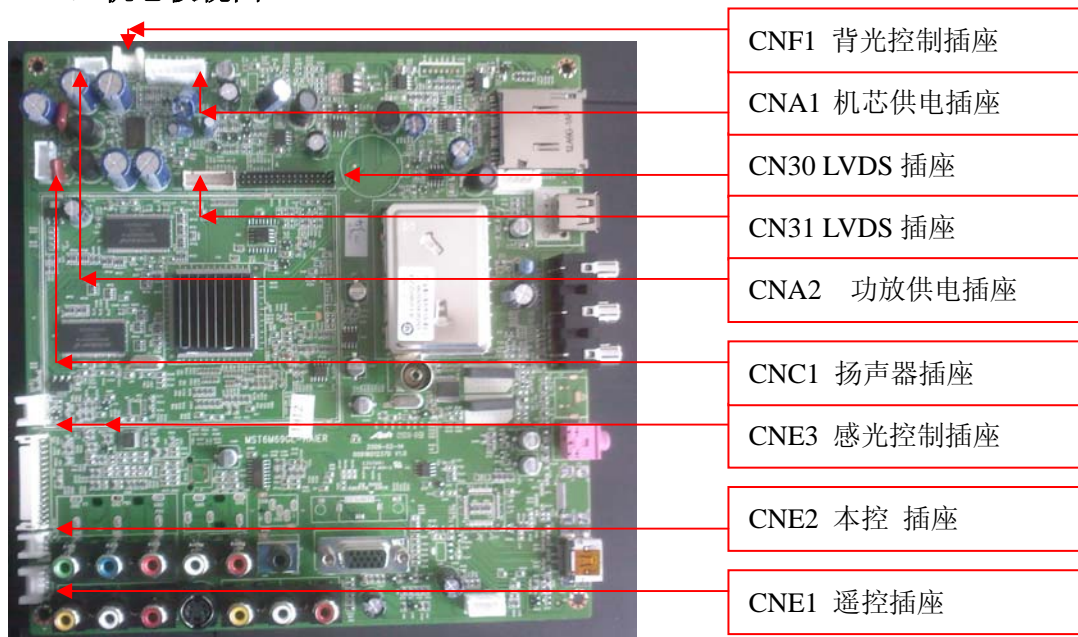 CNF1 背光控制插座
CNA1 机芯供电插座
CN30 LVDS 插座
CN31 LVDS 插座
CNA2 功放供电插座
CNC1 扬声器插座
CNE3 感光控制插座
MST6M69GL-HAIER
CNE2 本控 插座
CNE1 遥控插座